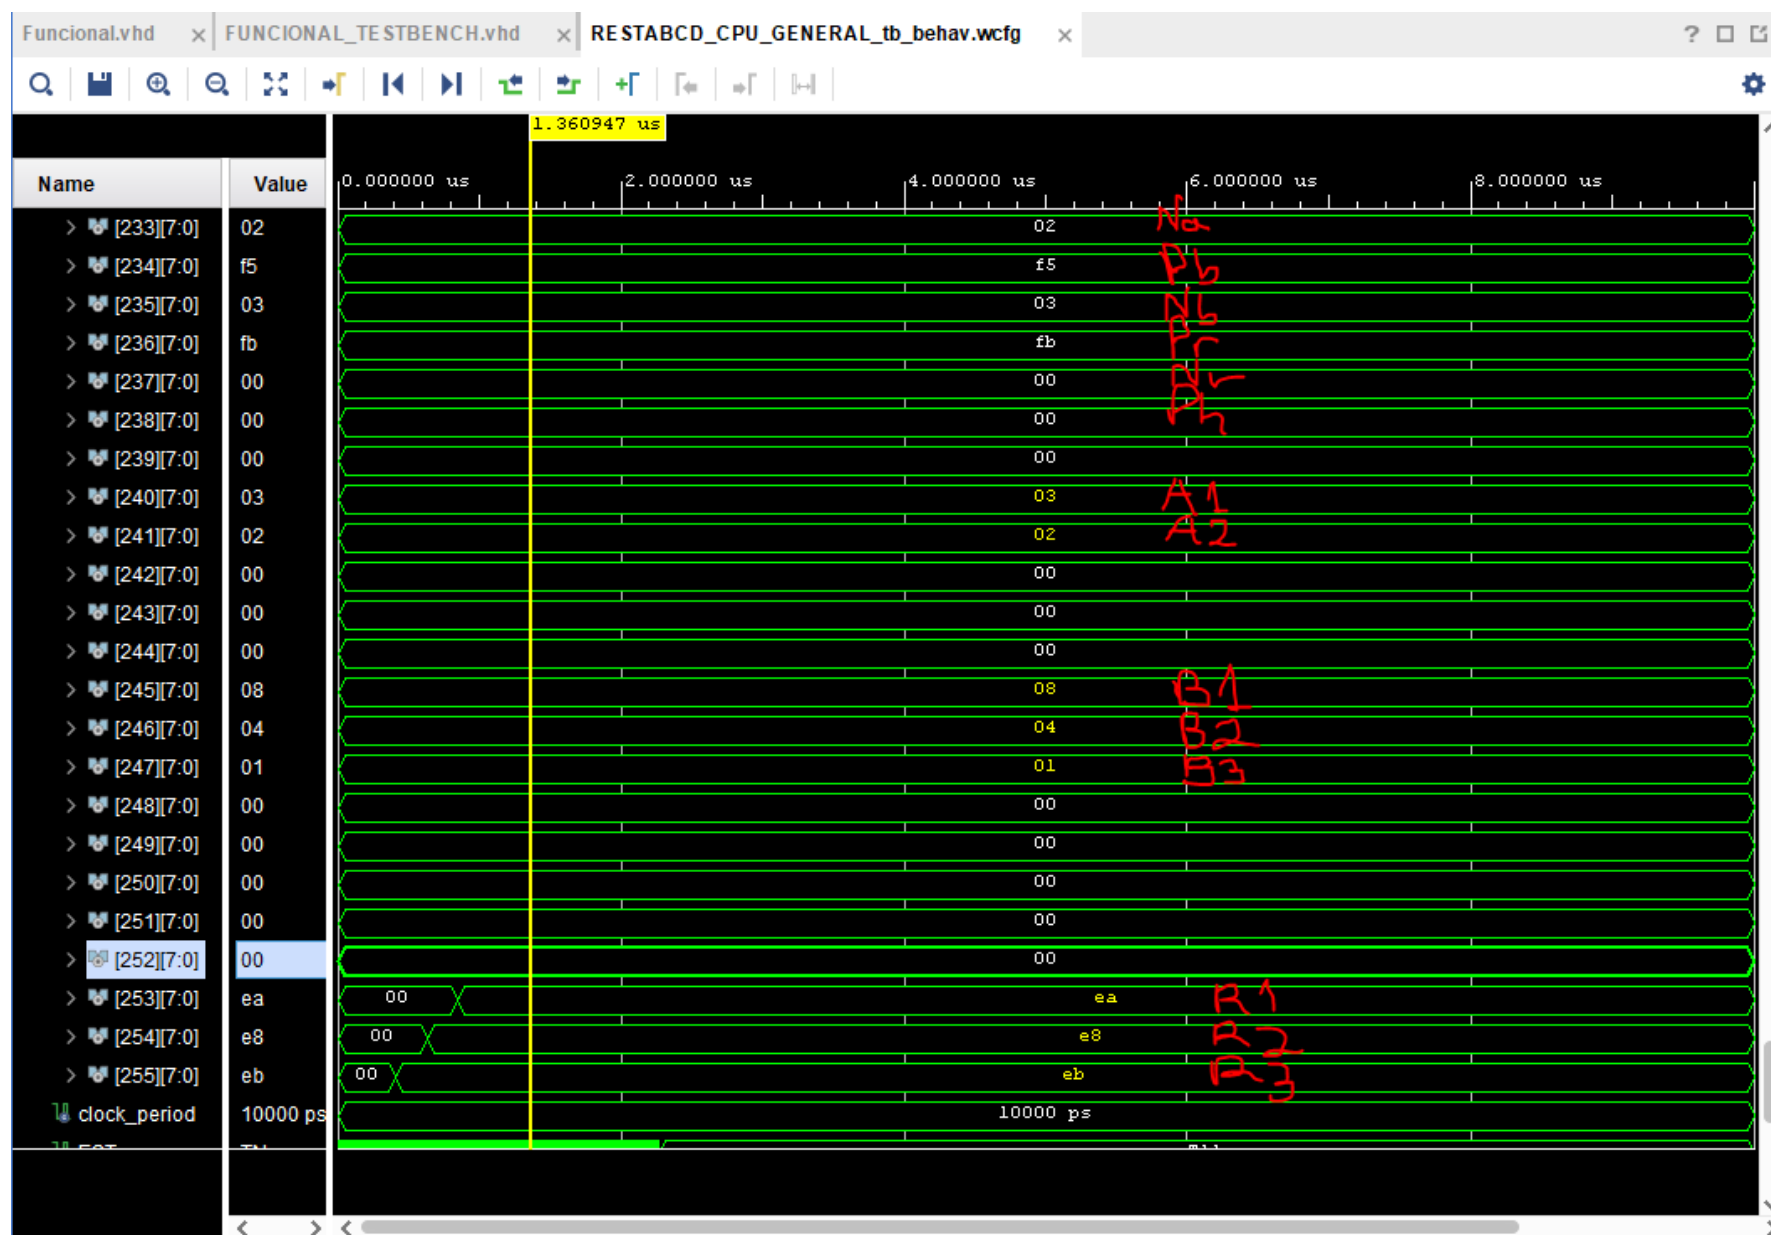 Funcional.vhd × FUNCIONAL_TESTBENCH.vhd × RESTABCD_CPU_GENERAL_tb_behav.wcfg × ?
1.360947 us
Name Value 0.000000 us 2.000000 us 4.000000 us 6.000000 us 8.000000 us
[233][7:0] 02 02 Na
[234][7:0] f5 f5 Pb
[235][7:0] 03 03 Nb
[236][7:0] fb fb Pr
[237][7:0] 00 00 Nr
[238][7:0] 00 00 Ph
[239][7:0] 00 00
[240][7:0] 03 03 A1
[241][7:0] 02 02 A2
[242][7:0] 00 00
[243][7:0] 00 00
[244][7:0] 00 00
[245][7:0] 08 08 B1
[246][7:0] 04 04 B2
[247][7:0] 01 01 B3
[248][7:0] 00 00
[249][7:0] 00 00
[250][7:0] 00 00
[251][7:0] 00 00
[252][7:0] 00 00
[253][7:0] ea 00 ea R1
[254][7:0] e8 00 e8 R2
[255][7:0] eb 00 eb R3
clock_period 10000 ps 10000 ps